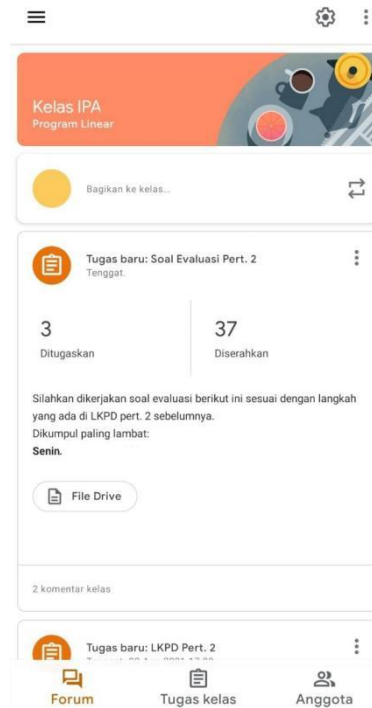 Kelas IPA
Program Linear
Bagikan ke kelas...
Tugas baru: Soal Evaluasi Pert. 2
Tenggat.
3
37
Ditugaskan
Diserahkan
Silahkan dikerjakan soal evaluasi berikut ini sesuai dengan langkah
yang ada di LKPD pert. 2 sebelumnya.
Dikumpul paling lambat:
Senin.
File Drive
2 komentar kelas
Tugas baru: LKPD Pert. 2
Forum
Tugas kelas
Anggota